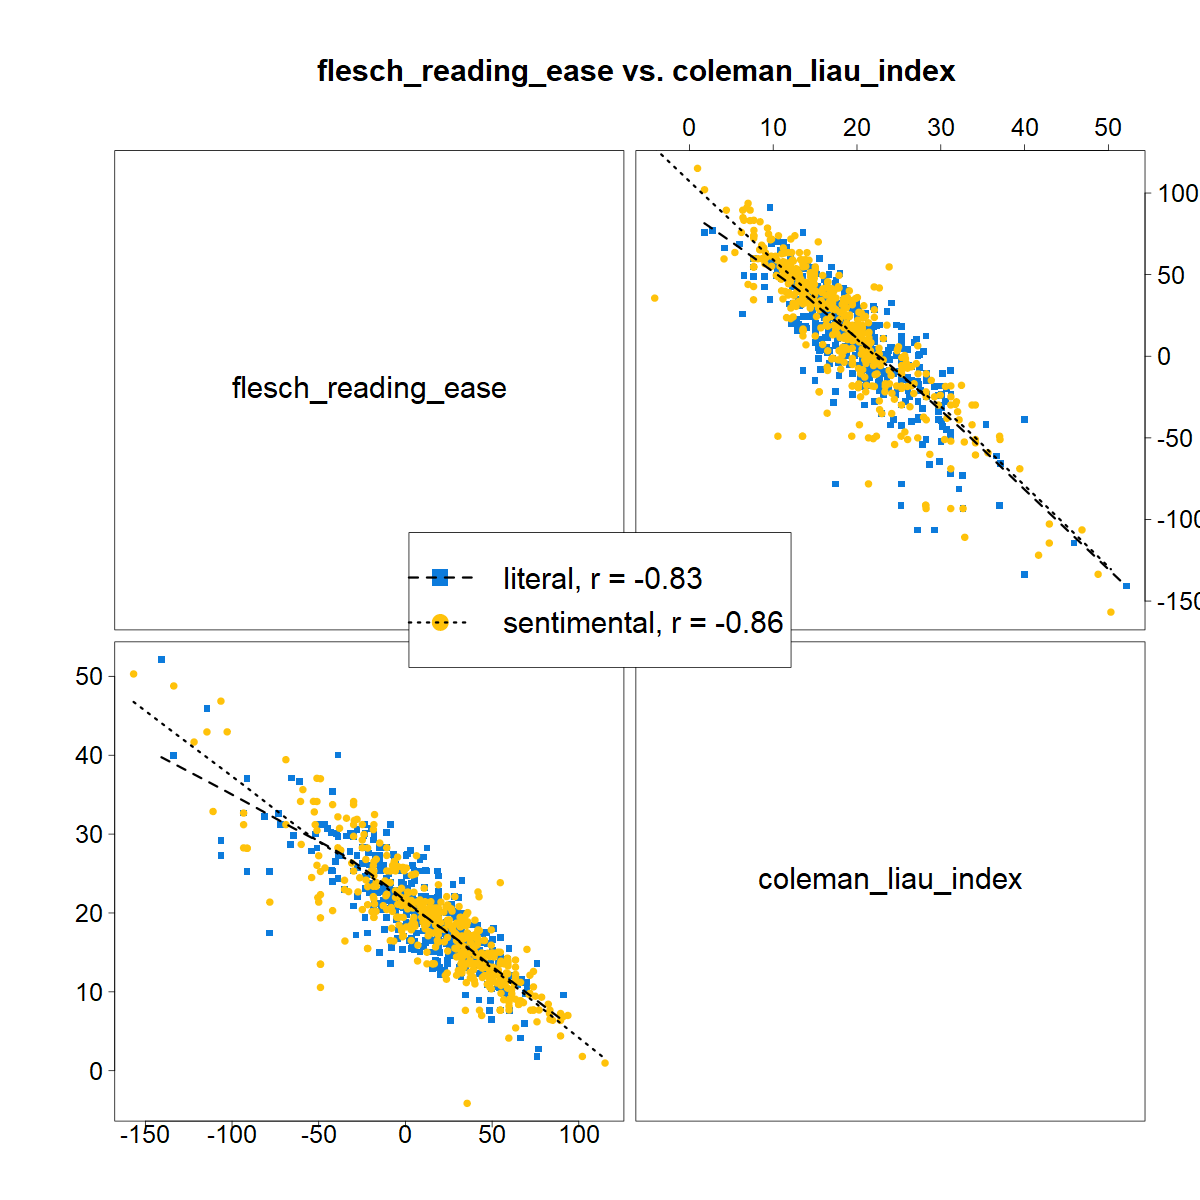 flesch_reading_ease vs. coleman_liau_index
0 10 20 30 40 50
100
50
0
-50
-100
-150
flesch_reading_ease
literal, r = -0.83
sentimental, r = -0.86
50
40
30
20
10
0
coleman_liau_index
-150 -100 -50 0 50 100